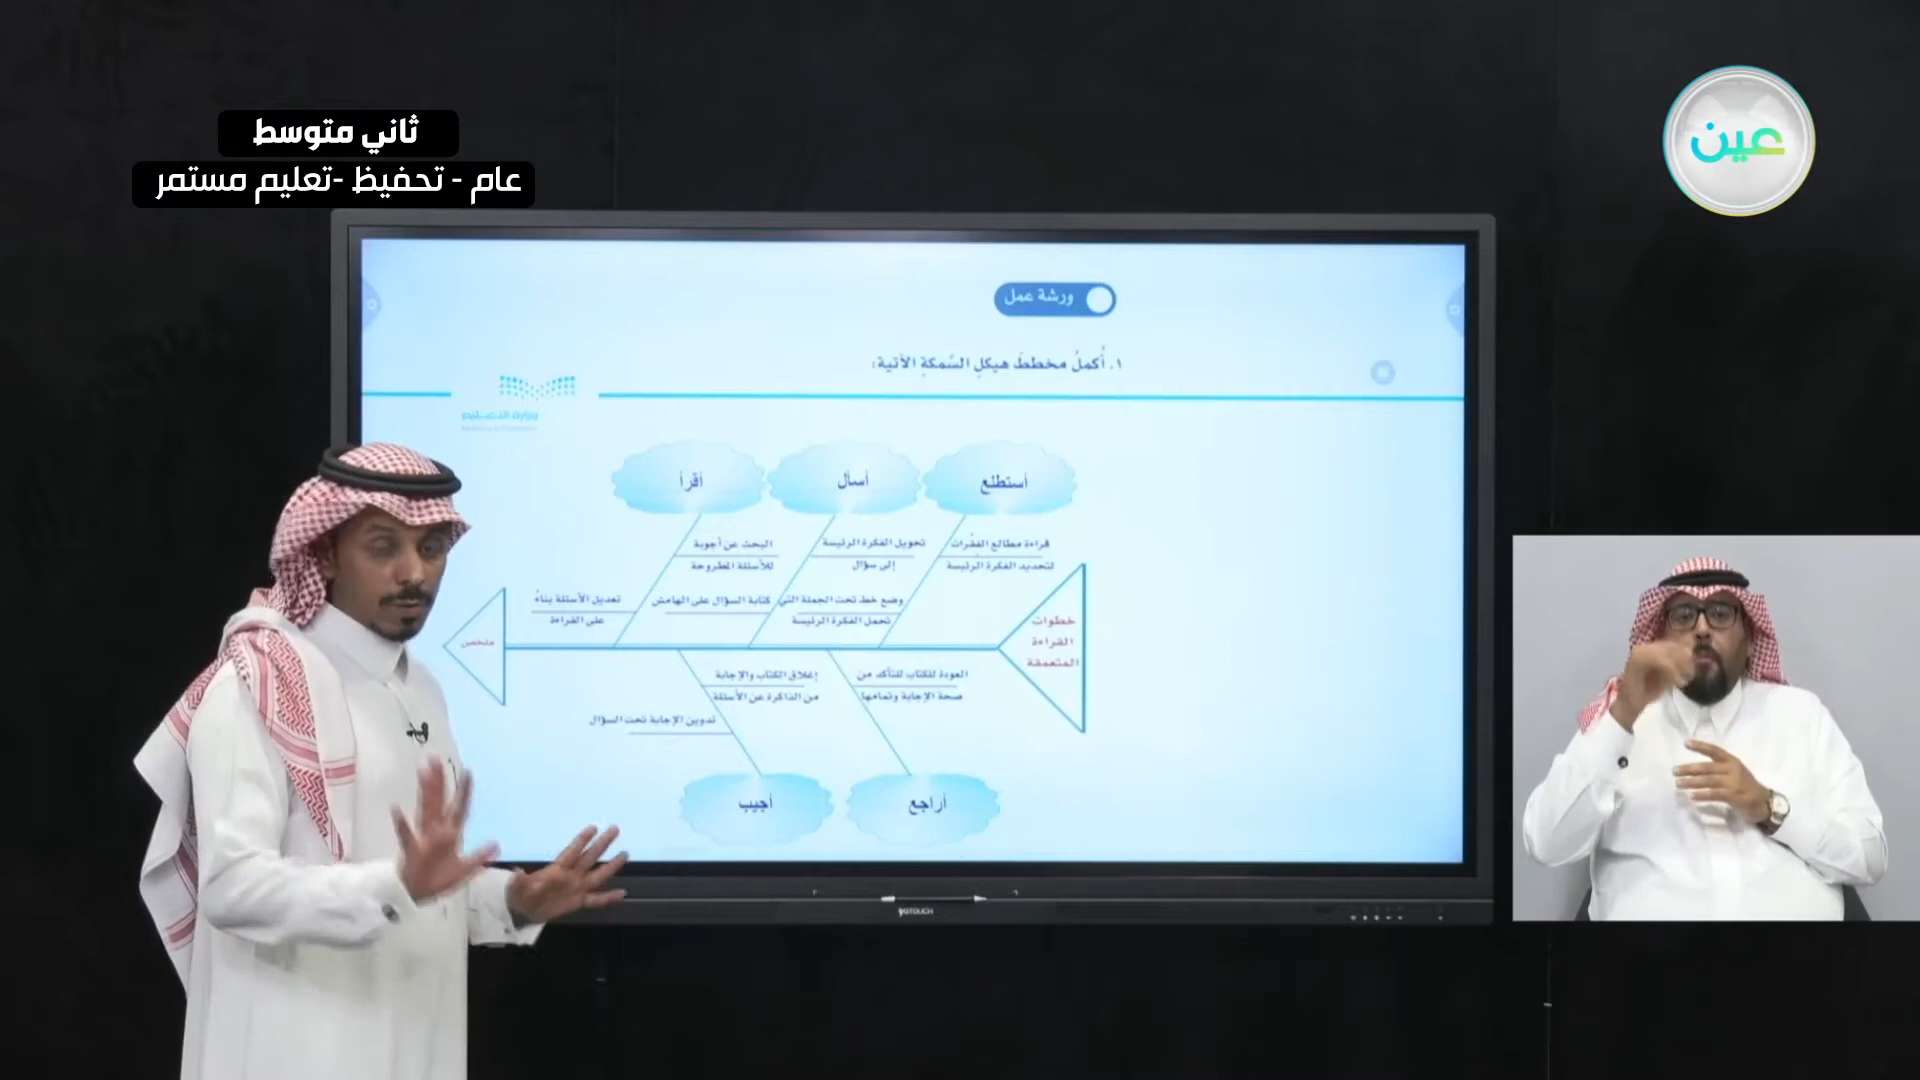 ثاني متوسط
عام - تحفيظ -تعليم مستمر
عين
ورشة عمل
١. أُكملُ مخططَ هيكلِ السَّمكةِ الآتية:
وزارة التعليم
أستطلع
أسأل
أقرأ
قراءة مطالع الفقرات
لتحديد الفكرة الرئيسة
تحويل الفكرة الرئيسة
إلى سؤال
البحث عن أجوبة
للأسئلة المطروحة
وضع خط تحت الجملة التي
تحمل الفكرة الرئيسة
كتابة السؤال على الهامش
تعديل الأسئلة بناءً
على القراءة
خطوات
القراءة
المتعمقة
ملخص
العودة للكتاب للتأكد من
صحة الإجابة وتمامها
إغلاق الكتاب والإجابة
من الذاكرة عن الأسئلة
تدوين الإجابة تحت السؤال
أراجع
أجيب